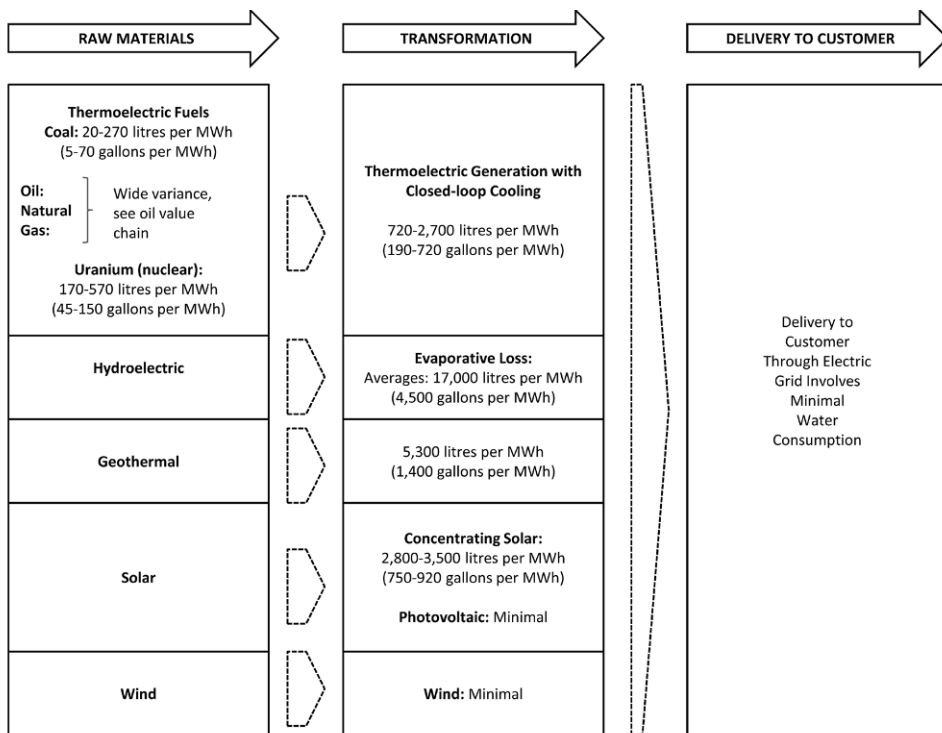 RAW MATERIALS
TRANSFORMATION
DELIVERY TO CUSTOMER
Thermoelectric Fuels
Coal: 20-270 litres per MWh
(5-70 gallons per MWh)
Oil:
Natural
Gas:
Wide variance,
see oil value
chain
Uranium (nuclear):
170-570 litres per MWh
(45-150 gallons per MWh)
Thermoelectric Generation with
Closed-loop Cooling
720-2,700 litres per MWh
(190-720 gallons per MWh)
Hydroelectric
Evaporative Loss:
Averages: 17,000 litres per MWh
(4,500 gallons per MWh)
Geothermal
5,300 litres per MWh
(1,400 gallons per MWh)
Solar
Concentrating Solar:
2,800-3,500 litres per MWh
(750-920 gallons per MWh)
Photovoltaic: Minimal
Wind
Wind: Minimal
Delivery to
Customer
Through Electric
Grid Involves
Minimal
Water
Consumption